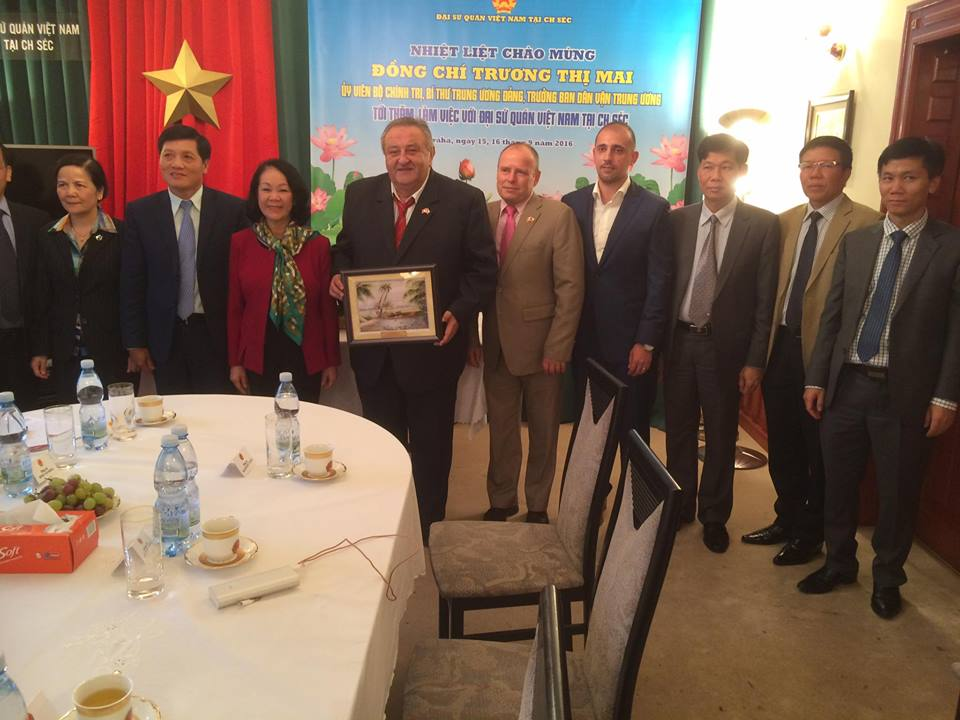 SỨ QUÁN VIỆT NAM
TẠI CH SÉC
ĐẠI SỨ QUÁN VIỆT NAM TẠI CH SÉC
NHIỆT LIỆT CHÀO MỪNG
ĐỒNG CHÍ TRƯƠNG THỊ MAI
ỦY VIÊN BỘ CHÍNH TRỊ, BÍ THƯ TRUNG ƯƠNG ĐẢNG, TRƯỞNG BAN DÂN VẬN TRUNG ƯƠNG
TỚI THĂM, LÀM VIỆC VỚI ĐẠI SỨ QUÁN VIỆT NAM TẠI CH SÉC
raha, ngày 15, 16 9 năm 2016
Soft